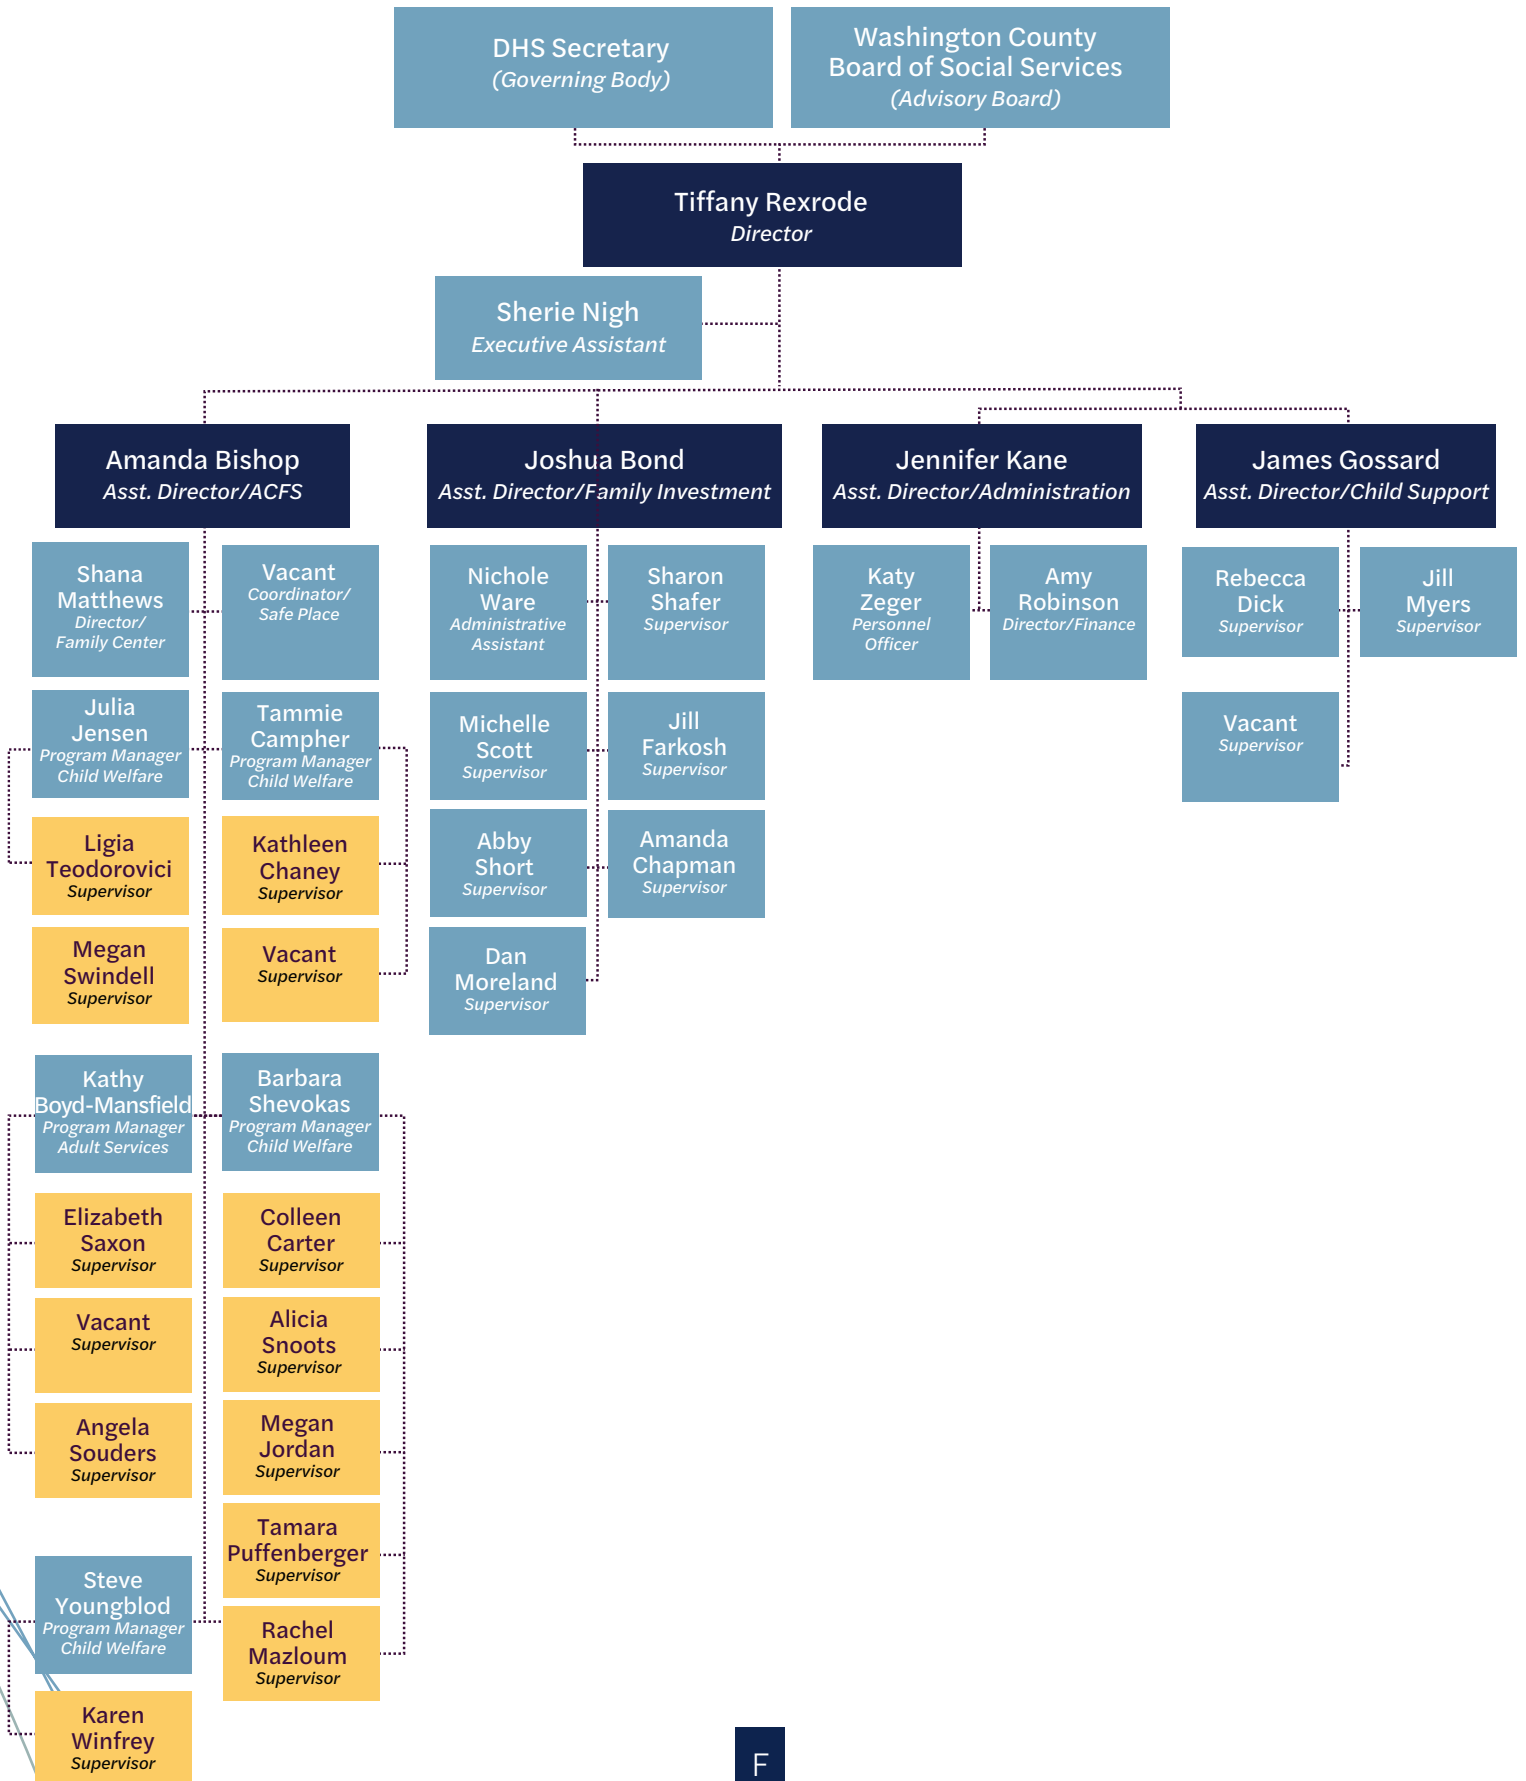 DHS Secretary
(Governing Body)
Washington County
Board of Social Services
(Advisory Board)
Tiffany Rexrode
Director
Sherie Nigh
Executive Assistant
Amanda Bishop
Asst. Director/ACFS
Joshua Bond
Asst. Director/Family Investment
Jennifer Kane
Asst. Director/Administration
James Gossard
Asst. Director/Child Support
Shana
Matthews
Director/
Family Center
Vacant
Coordinator/
Safe Place
Nichole
Ware
Administrative
Assistant
Sharon
Shafer
Supervisor
Katy
Zeger
Personnel
Officer
Amy
Robinson
Director/Finance
Rebecca
Dick
Supervisor
Jill
Myers
Supervisor
Julia
Jensen
Program Manager
Child Welfare
Tammie
Campher
Program Manager
Child Welfare
Michelle
Scott
Supervisor
Jill
Farkosh
Supervisor
Vacant
Supervisor
Ligia
Teodorovici
Supervisor
Kathleen
Chaney
Supervisor
Abby
Short
Supervisor
Amanda
Chapman
Supervisor
Megan
Swindell
Supervisor
Vacant
Supervisor
Dan
Moreland
Supervisor
Kathy
Boyd-Mansfield
Program Manager
Adult Services
Barbara
Shevokas
Program Manager
Child Welfare
Elizabeth
Saxon
Supervisor
Colleen
Carter
Supervisor
Vacant
Supervisor
Alicia
Snoots
Supervisor
Angela
Souders
Supervisor
Megan
Jordan
Supervisor
Tamara
Puffenberger
Supervisor
Steve
Youngblod
Program Manager
Child Welfare
Rachel
Mazloum
Supervisor
Karen
Winfrey
Supervisor
F